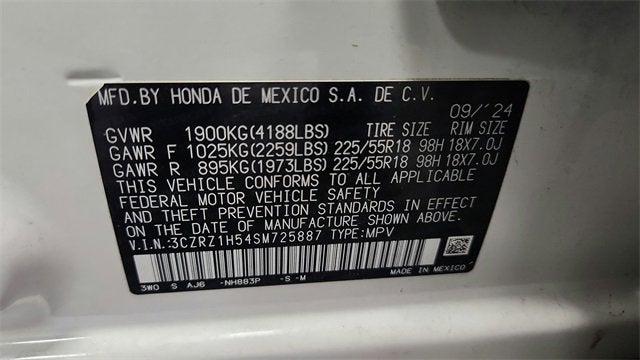 MFD.BY HONDA DE MEXICO S.A. DE C.V.
09/'24
GVWR 1900KG(4188LBS) TIRE SIZE RIM SIZE
GAWR F 1025KG(2259LBS) 225/55R18 98H 18X7.0J
GAWR R 895KG(1973LBS) 225/55R18 98H 18X7.0J
THIS VEHICLE CONFORMS TO ALL APPLICABLE
FEDERAL MOTOR VEHICLE SAFETY
AND THEFT PREVENTION STANDARDS IN EFFECT
ON THE DATE OF MANUFACTURE SHOWN ABOVE.
V.I.N.:3CZRZ1H54SM725887 TYPE:MPV
3W0 S AJ6 -NH883P -S -M
MADE IN MEXICO